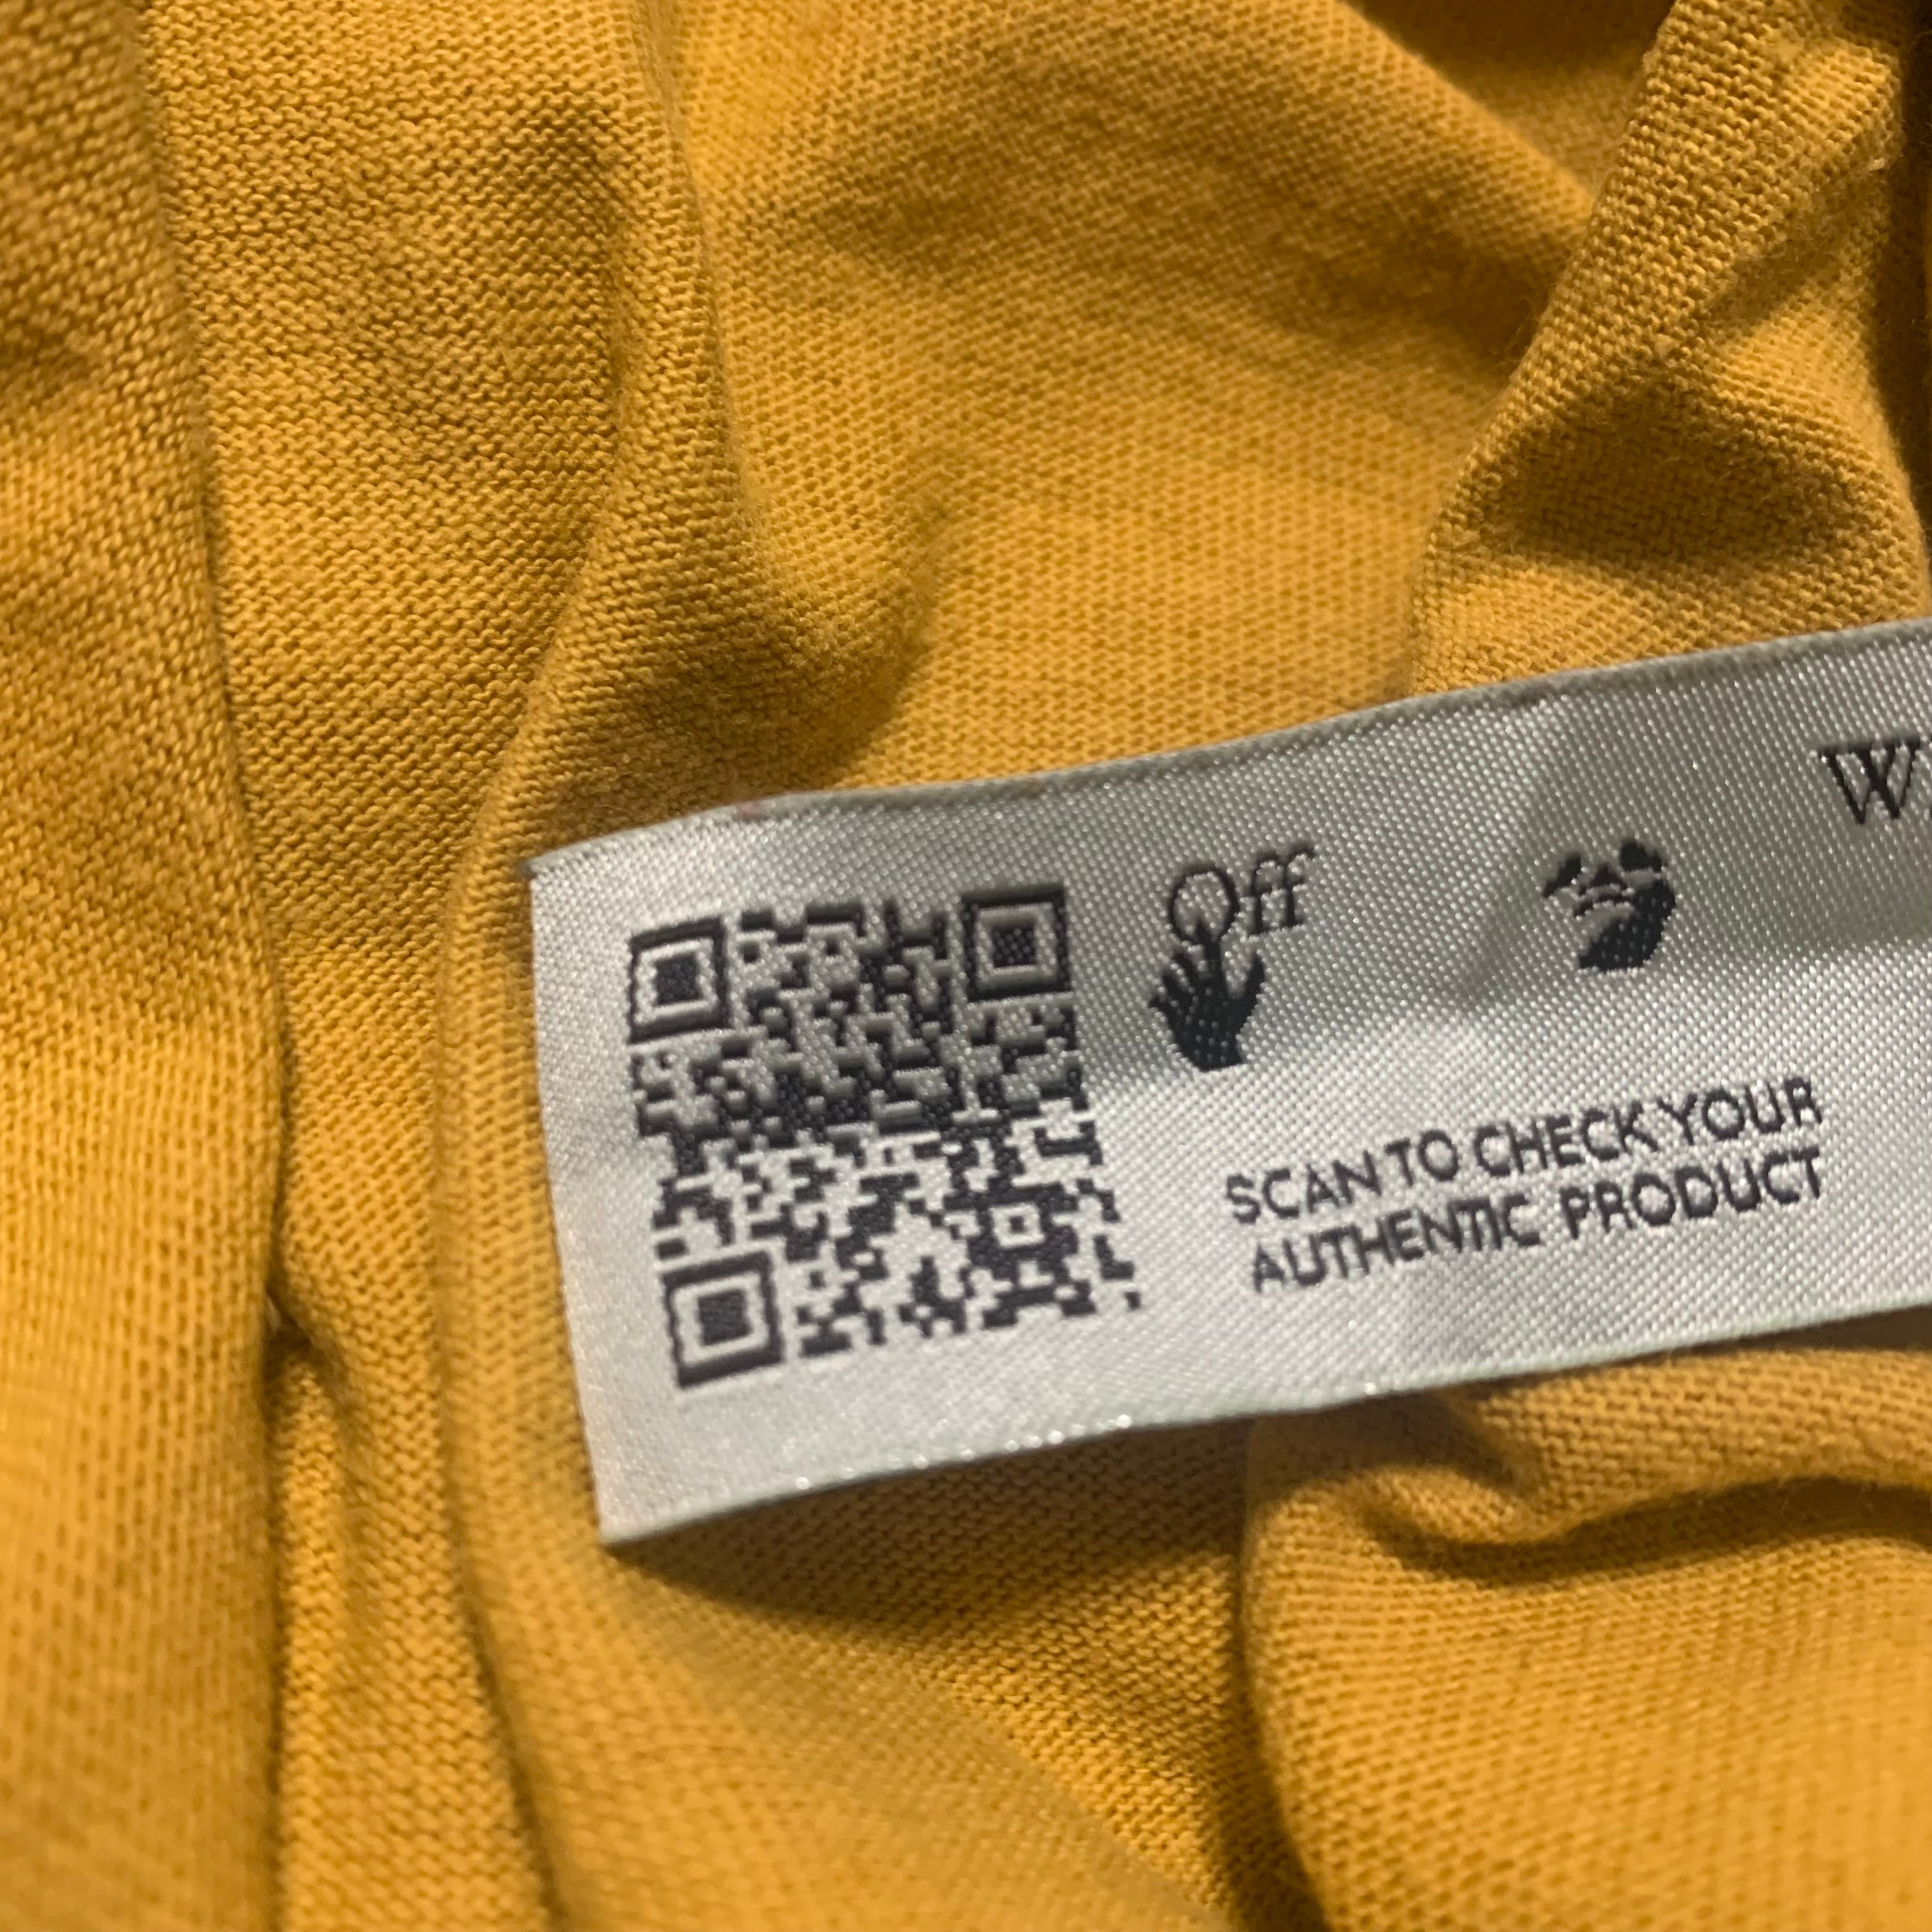 Off W
SCAN TO CHECK YOUR
AUTHENTIC PRODUCT